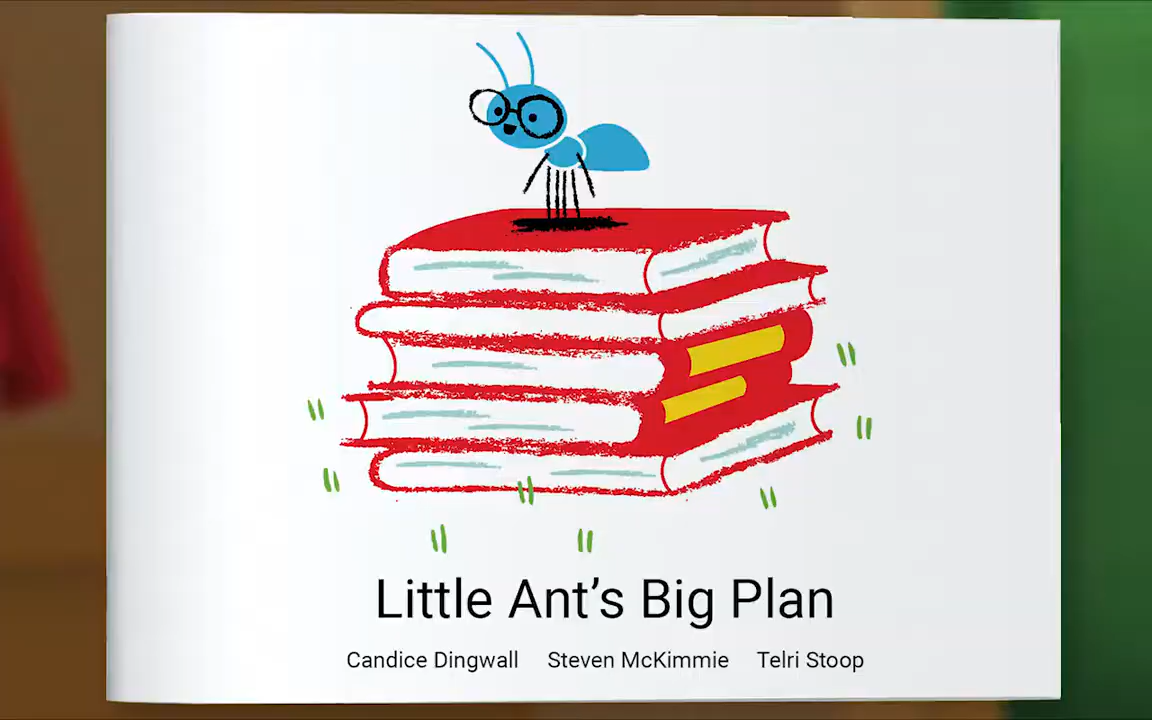 Little Ant’s Big Plan
Candice Dingwall Steven McKimmie Telri Stoop